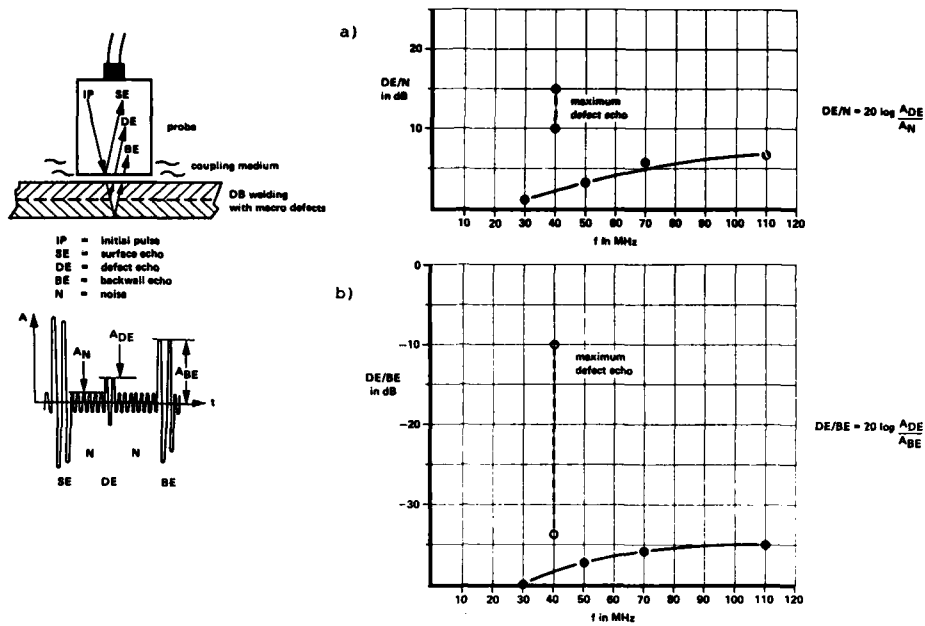 IP SE
DE
BE
probe
coupling medium
DB welling
with macro defects
IP = initial pulse
SE = surface echo
DE = defect echo
BE = backwall echo
N = noise
A
A_N
A_DE
A_BE
t
N N
SE DE BE
a)
DE/N
in dB
20
10
maximum
defect echo
10 20 30 40 50 60 70 80 90 100 110 120
f in MHz
DE/N = 20 log A_DE/A_N
b)
DE/BE
in dB
0
-10
-20
-30
maximum
defect echo
10 20 30 40 50 60 70 80 90 100 110 120
f in MHz
DE/BE = 20 log A_DE/A_BE